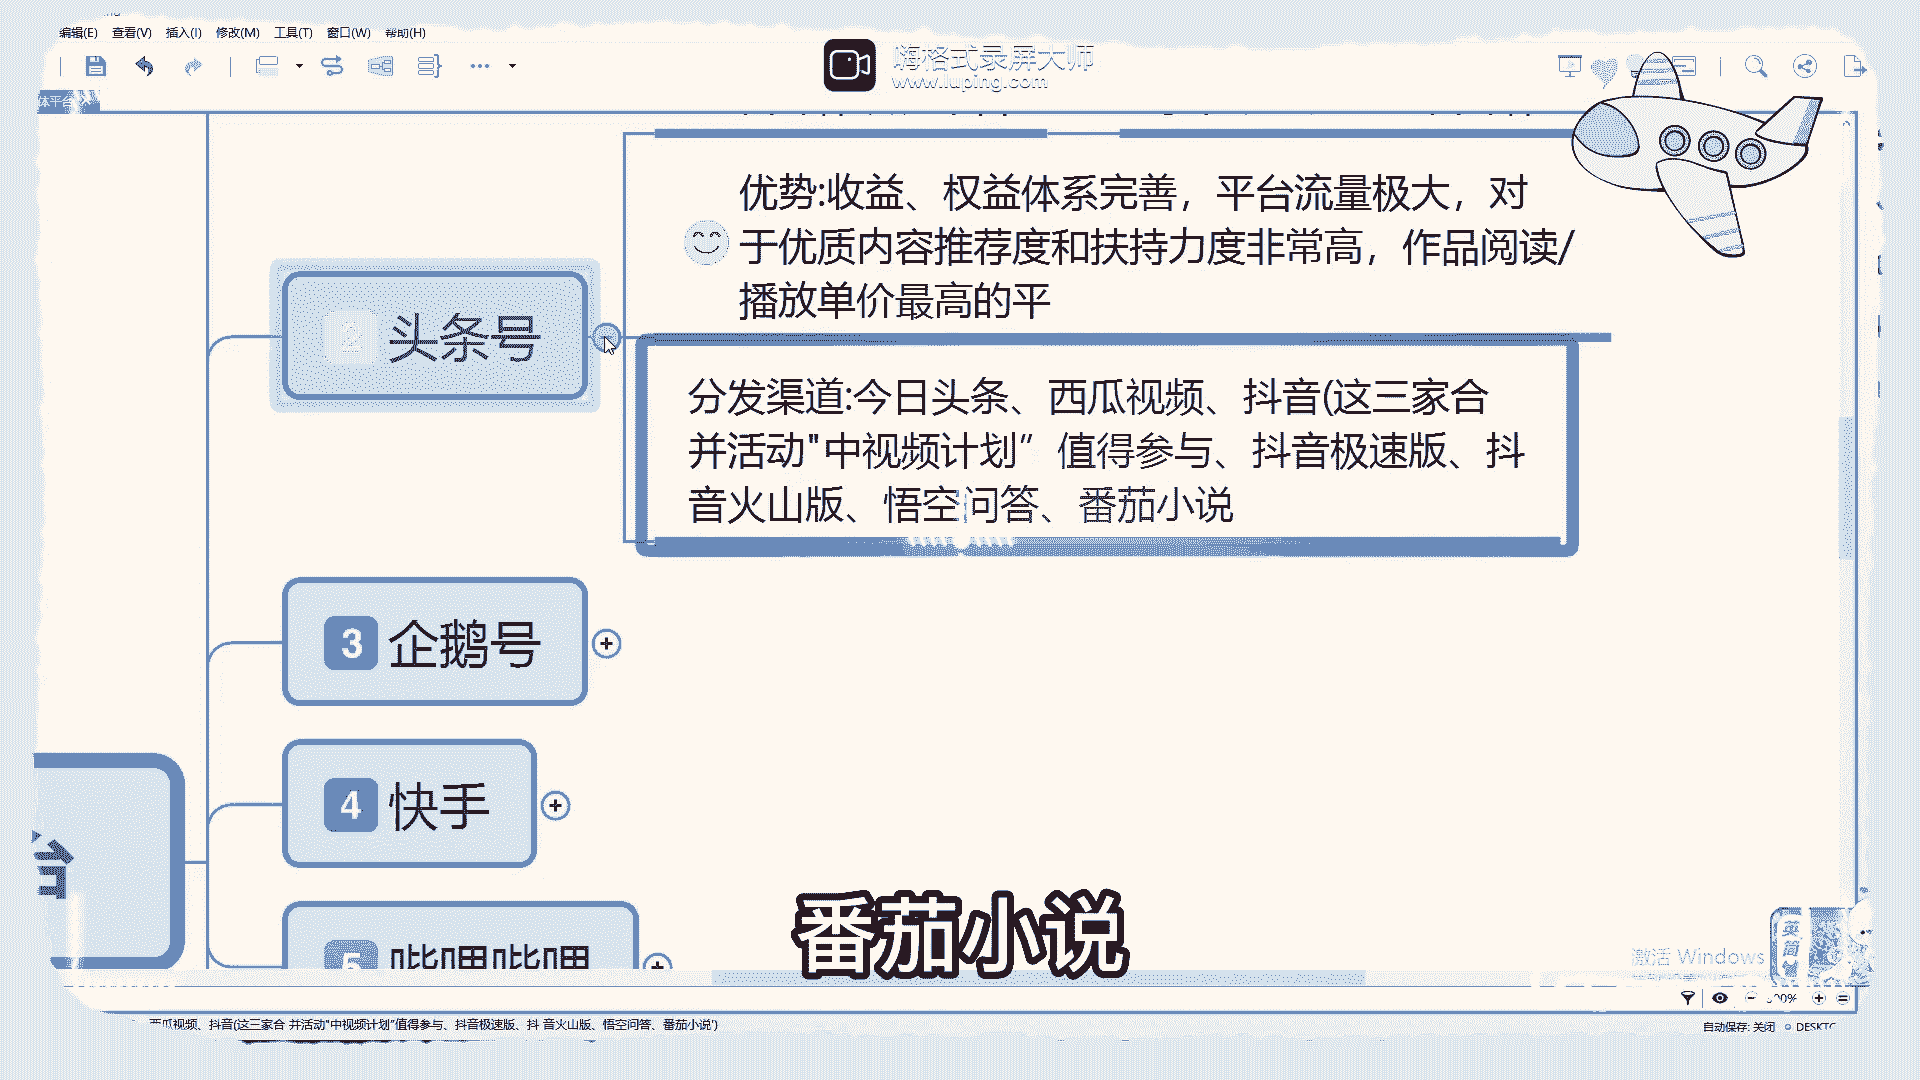 编辑(E) 查看(V) 插入(I) 修改(M) 工具(T) 窗口(W) 帮助(H)
嗨格式录屏大师
www.luping.com
体平台
优势:收益、权益体系完善，平台流量极大，对
于优质内容推荐度和扶持力度非常高，作品阅读/
播放单价最高的平
2 头条号
分发渠道:今日头条、西瓜视频、抖音(这三家合
并活动"中视频计划” 值得参与、抖音极速版、抖
音火山版、悟空问答、番茄小说
3 企鹅号
4 快手
台
5 哔哩哔哩
番茄小说
英
简
激活 Windows
自动保存: 关闭
西瓜视频、抖音(这三家合 并活动"中视频计划”值得参与、抖音极速版、抖 音火山版、悟空问答、番茄小说')